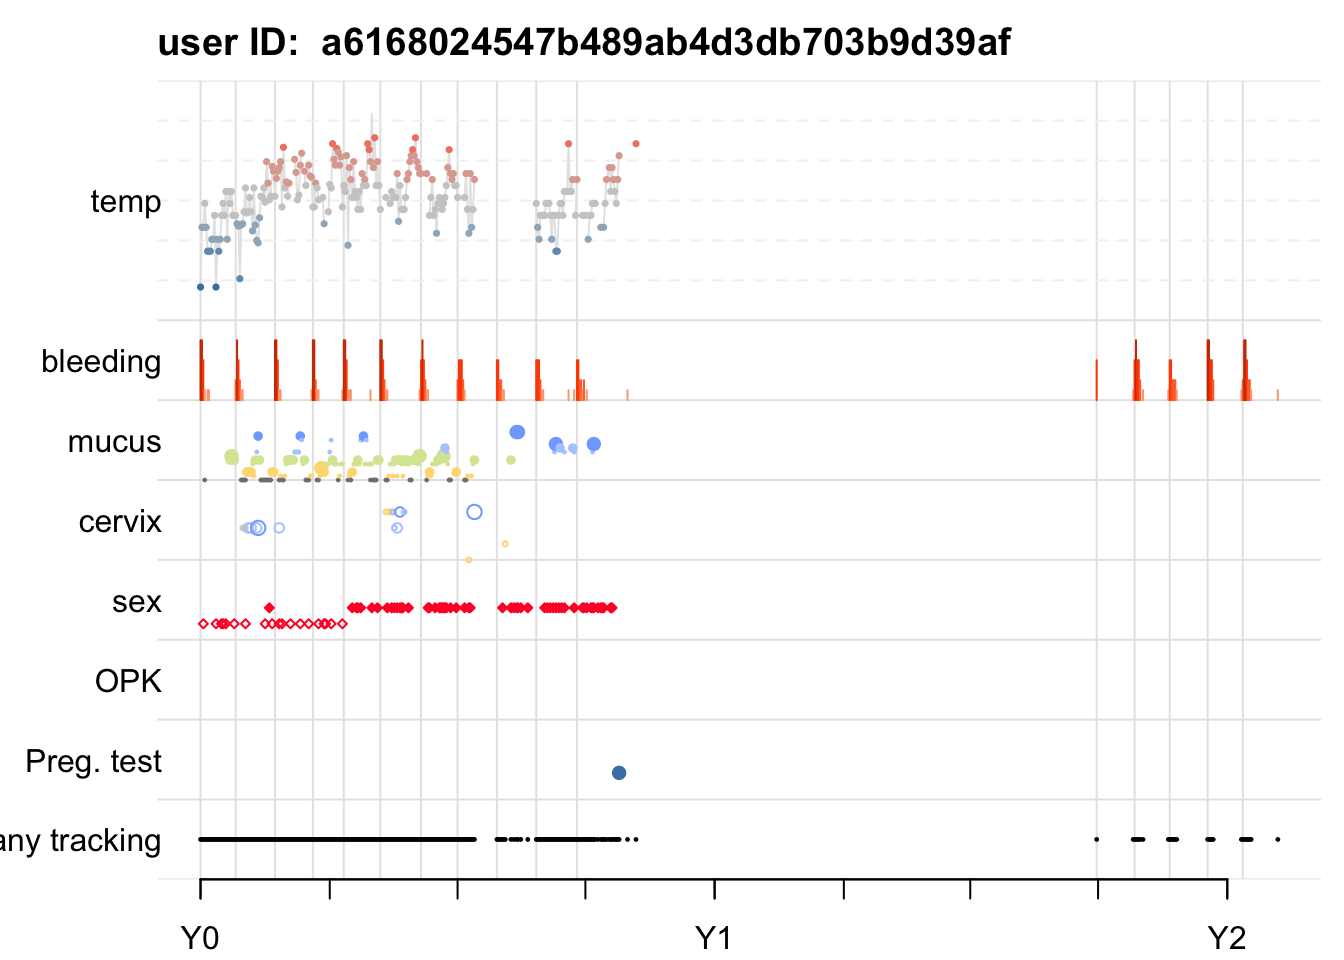 user ID:  a6168024547b489ab4d3db703b9d39af
temp
bleeding
mucus
cervix
sex
OPK
Preg. test
any tracking
Y0 Y1 Y2